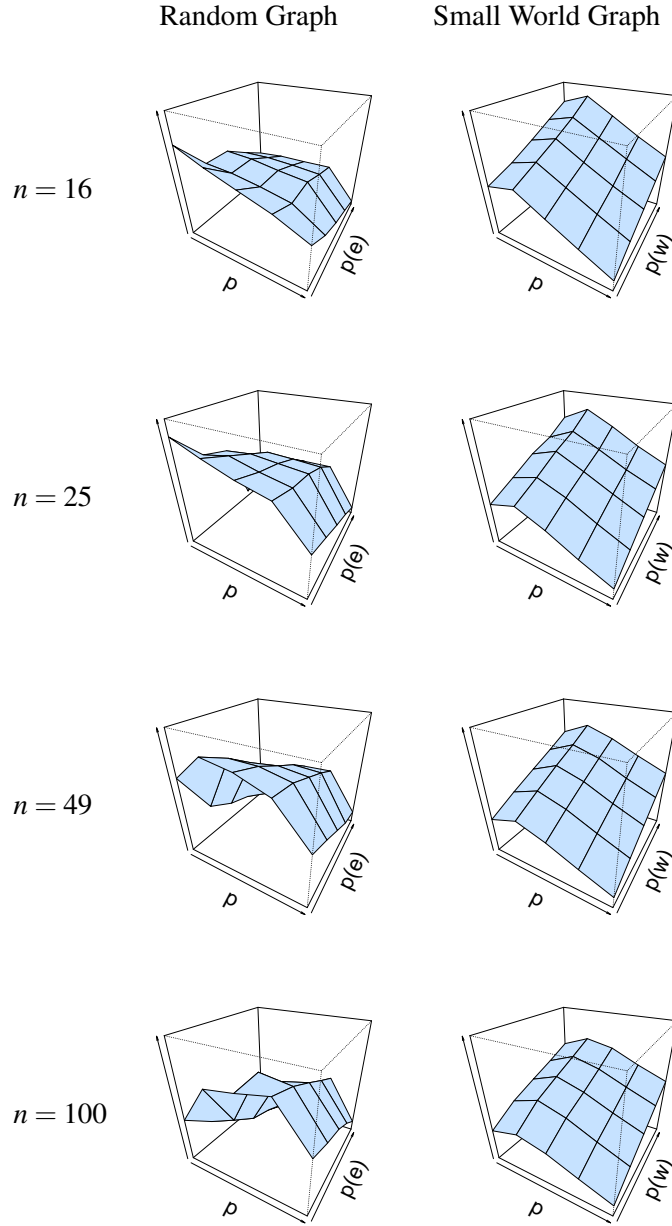 Random Graph Small World Graph
n = 16
p p(e) p p(w)
n = 25
p p(e) p p(w)
n = 49
p p(e) p p(w)
n = 100
p p(e) p p(w)